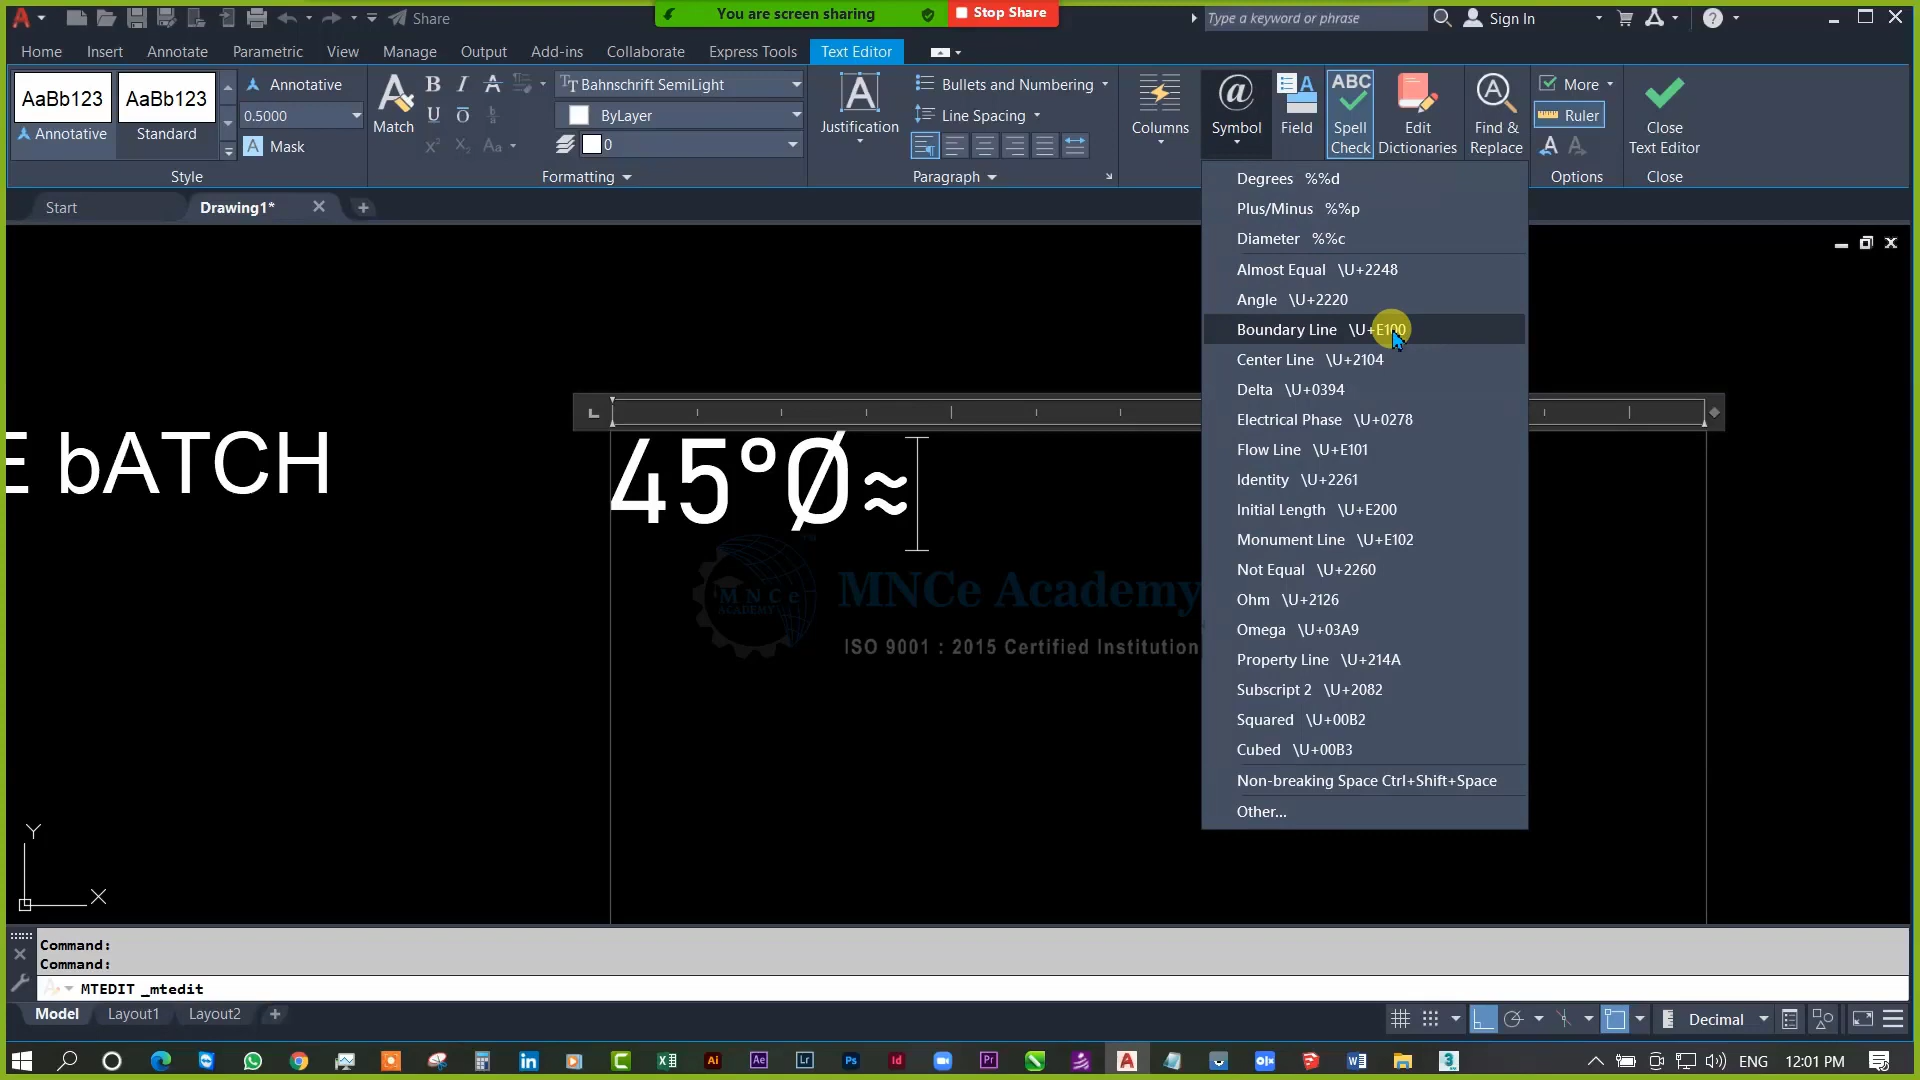 Share
You are screen sharing
Stop Share
Type a keyword or phrase
Sign In
Home Insert Annotate Parametric View Manage Output Add-ins Collaborate Express Tools Text Editor
AaBb123
Annotative
AaBb123
Standard
Annotative
0.5000
Mask
Style
Match
Bahnschrift SemiLight
ByLayer
0
Formatting
Justification
Bullets and Numbering
Line Spacing
Paragraph
Columns
Symbol
Field
ABC
Spell
Check
Edit
Dictionaries
Find &
Replace
More
Ruler
Options
Close
Text Editor
Close
Start
Drawing1*
Degrees %%d
Plus/Minus %%p
Diameter %%c
Almost Equal \U+2248
Angle \U+2220
Boundary Line \U+E100
Center Line \U+2104
Delta \U+0394
Electrical Phase \U+0278
Flow Line \U+E101
Identity \U+2261
Initial Length \U+E200
Monument Line \U+E102
Not Equal \U+2260
Ohm \U+2126
Omega \U+03A9
Property Line \U+214A
Subscript 2 \U+2082
Squared \U+00B2
Cubed \U+00B3
Non-breaking Space Ctrl+Shift+Space
Other...
E bATCH
45°Ø≈
MNCe
ACADEMY
MNCe Academy
ISO 9001 : 2015 Certified Institution
Y
X
Command:
Command:
MTEDIT _mtedit
Model Layout1 Layout2
Decimal
ENG 12:01 PM